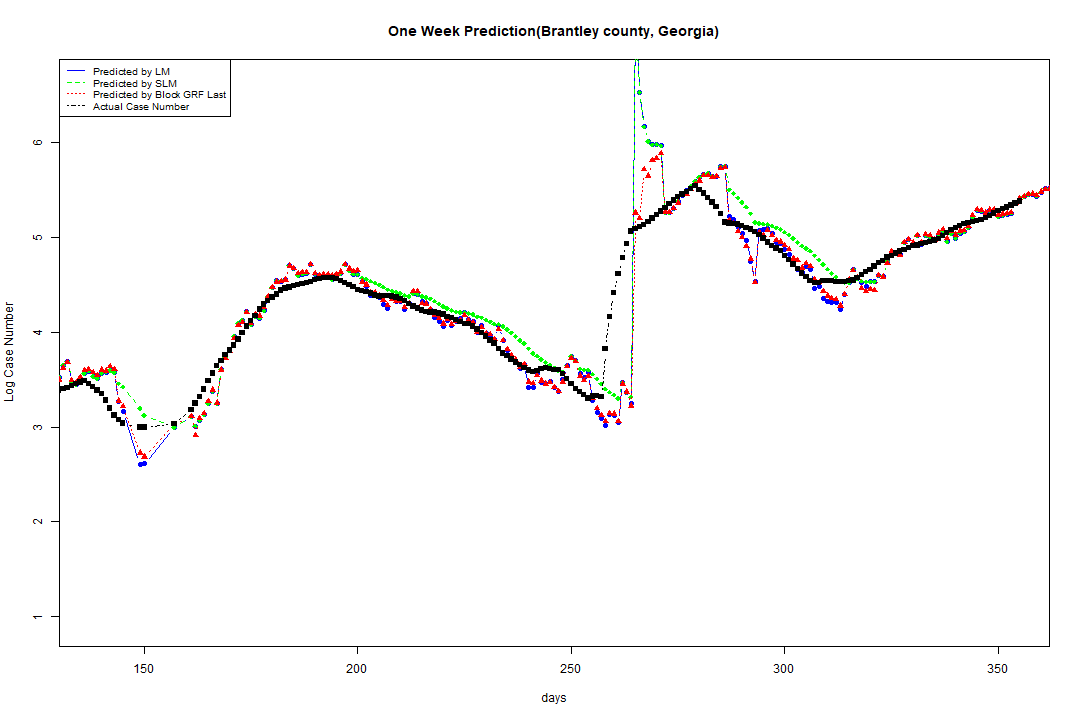 One Week Prediction(Brantley county, Georgia)
Predicted by LM
Predicted by SLM
Predicted by Block GRF Last
Actual Case Number
6
5
4
3
2
1
Log Case Number
150 200 250 300 350
days